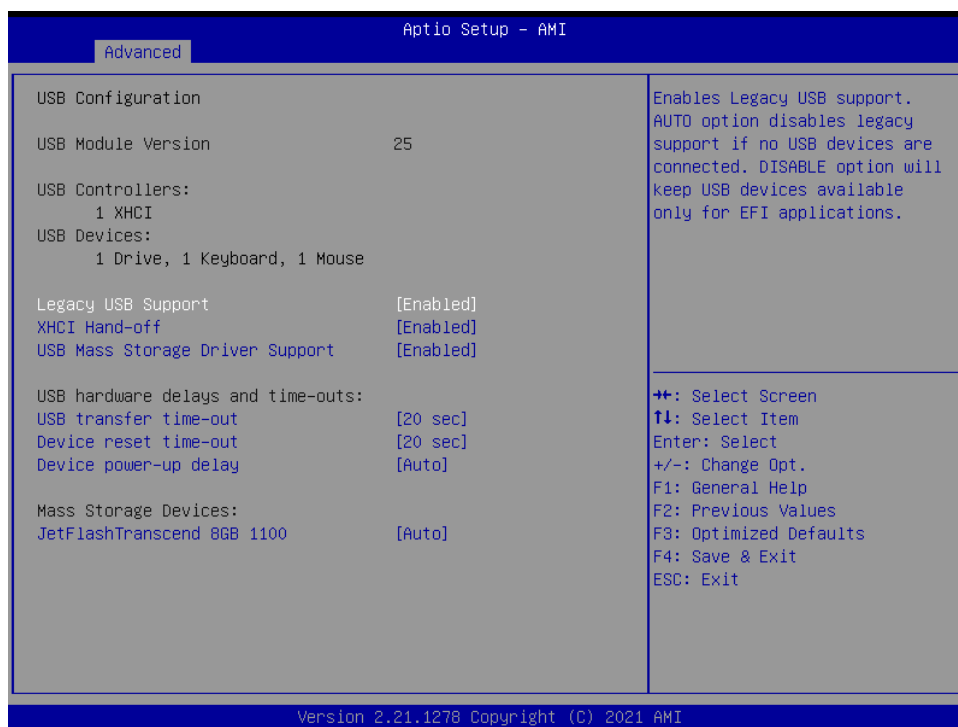 Aptio Setup – AMI
Advanced
USB Configuration
USB Module Version 25
USB Controllers:
1 XHCI
USB Devices:
1 Drive, 1 Keyboard, 1 Mouse
Legacy USB Support [Enabled]
XHCI Hand-off [Enabled]
USB Mass Storage Driver Support [Enabled]
USB hardware delays and time-outs:
USB transfer time-out [20 sec]
Device reset time-out [20 sec]
Device power-up delay [Auto]
Mass Storage Devices:
JetFlashTranscend 8GB 1100 [Auto]
Enables Legacy USB support.
AUTO option disables legacy
support if no USB devices are
connected. DISABLE option will
keep USB devices available
only for EFI applications.
→←: Select Screen
↑↓: Select Item
Enter: Select
+/-: Change Opt.
F1: General Help
F2: Previous Values
F3: Optimized Defaults
F4: Save & Exit
ESC: Exit
Version 2.21.1278 Copyright (C) 2021 AMI